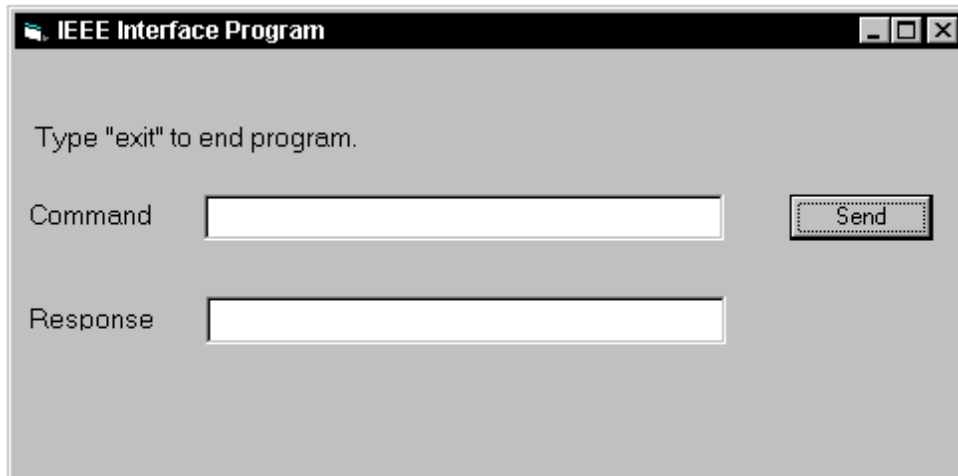 IEEE Interface Program
Type "exit" to end program.
Command
Send
Response